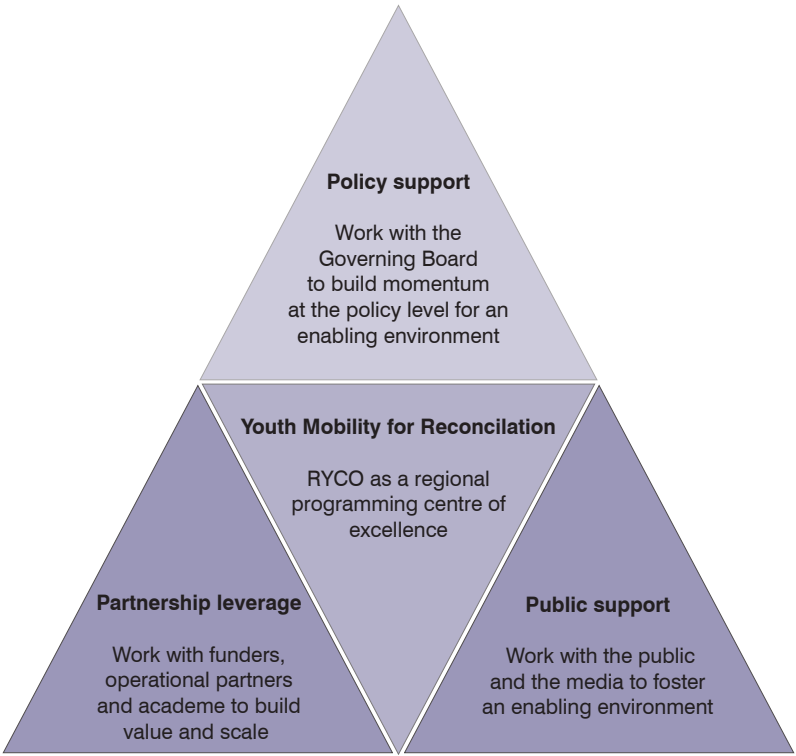 Policy support
Work with the
Governing Board
to build momentum
at the policy level for an
enabling environment
Youth Mobility for Reconcilation
RYCO as a regional
programming centre of
excellence
Partnership leverage
Work with funders,
operational partners
and academe to build
value and scale
Public support
Work with the public
and the media to foster
an enabling environment